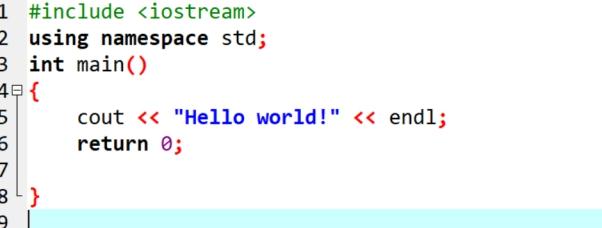 1 #include <iostream>
2 using namespace std;
3 int main()
4 {
5     cout << "Hello world!" << endl;
6     return 0;
7
8 }
9